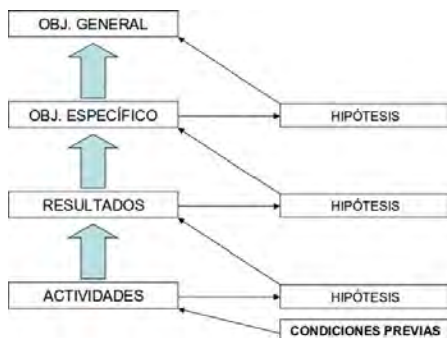 OBJ. GENERAL
OBJ. ESPECÍFICO
HIPÓTESIS
RESULTADOS
HIPÓTESIS
ACTIVIDADES
HIPÓTESIS
CONDICIONES PREVIAS